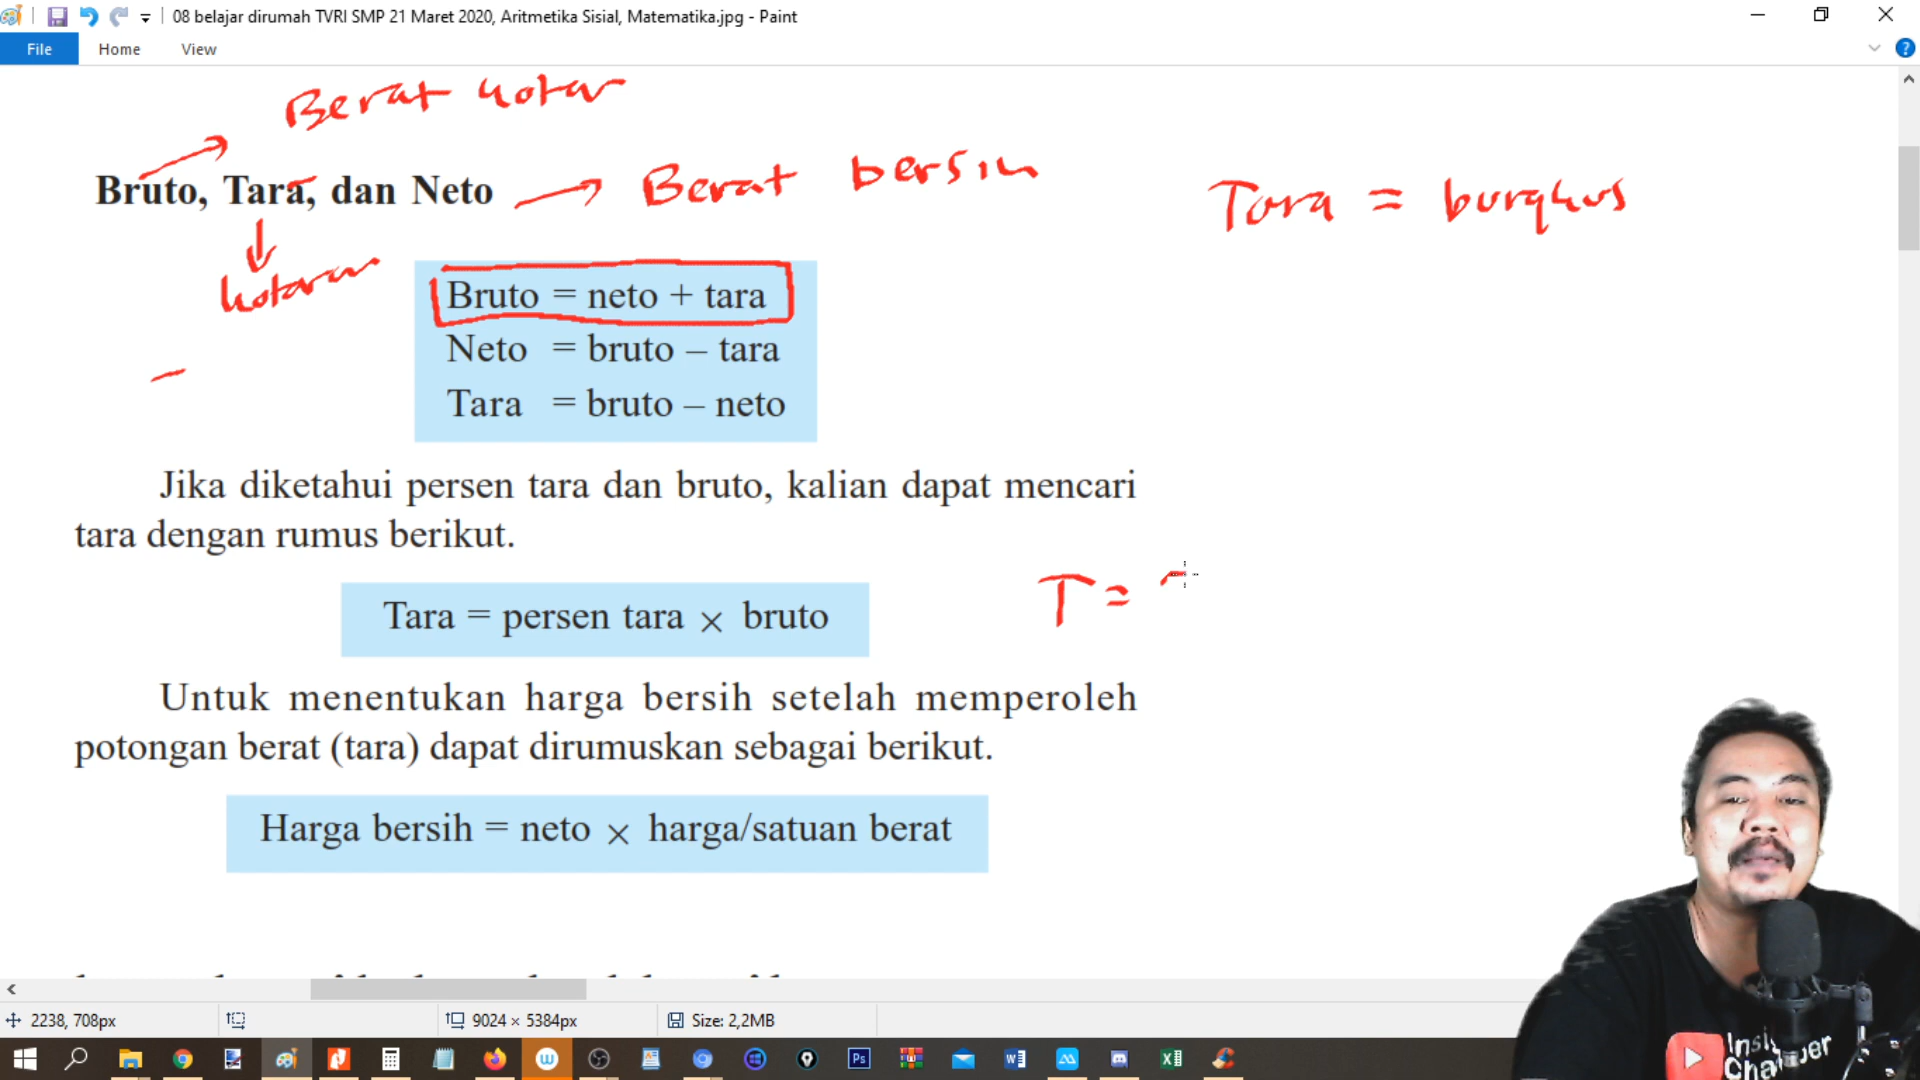 08 belajar dirumah TVRI SMP 21 Maret 2020, Aritmetika Sisial, Matematika.jpg - Paint
File Home View
Berat kotor
Bruto, Tara, dan Neto
Berat bersih
Tara = bungkus
kotoran
Bruto = neto + tara
Neto = bruto – tara
Tara = bruto – neto
Jika diketahui persen tara dan bruto, kalian dapat mencari
tara dengan rumus berikut.
T =
Tara = persen tara × bruto
Untuk menentukan harga bersih setelah memperoleh
potongan berat (tara) dapat dirumuskan sebagai berikut.
Harga bersih = neto × harga/satuan berat
2238, 708px
9024 × 5384px
Size: 2,2MB
Ps